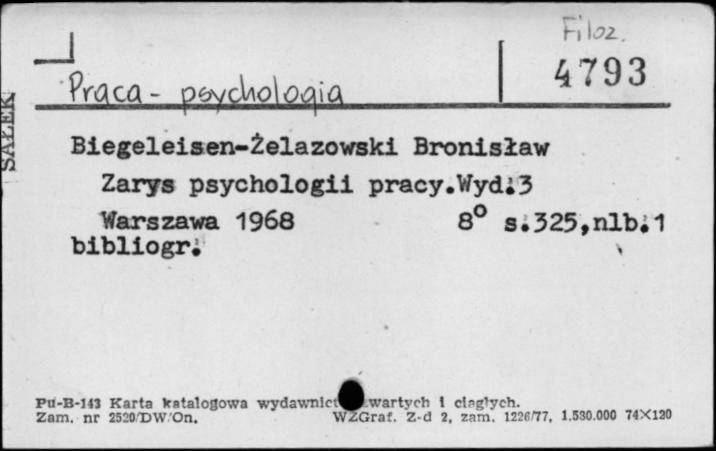 Filoz.
4793
Praca - psychologia
SAŁEK
Biegeleisen-Żelazowski Bronisław
Zarys psychologii pracy.Wyd.3
Warszawa 1968 8° s.325,nlb.1
bibliogr.
Pu-B-143 Karta katalogowa wydawnict wartych i ciągłych.
Zam. nr 2520/DW/On. WZGraf. Z-d 2, zam. 1226/77. 1.530.000 74×120